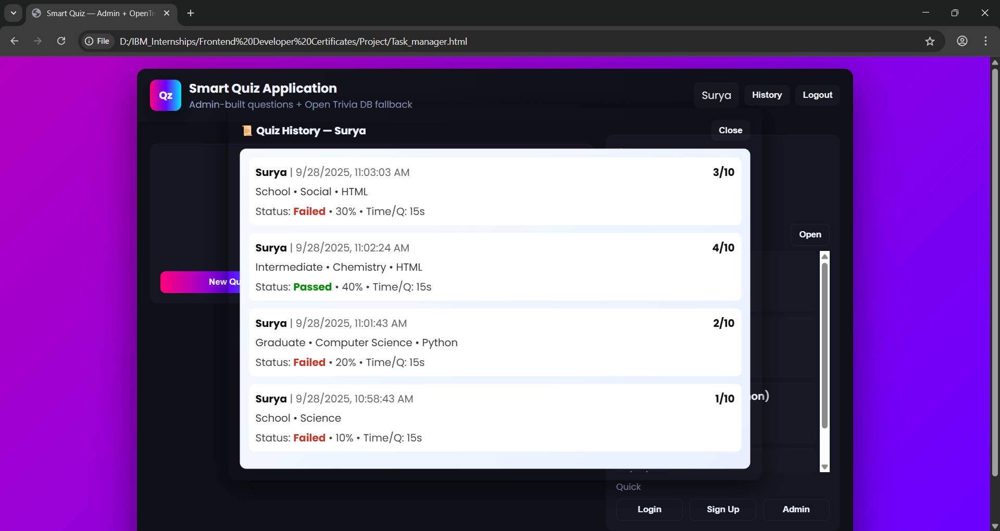 Smart Quiz — Admin + OpenTri
File
D:/IBM_Internships/Frontend%20Developer%20Certificates/Project/Task_manager.html
Qz
Smart Quiz Application
Admin-built questions + Open Trivia DB fallback
Surya
History
Logout
📜 Quiz History — Surya
Close
Surya | 9/28/2025, 11:03:03 AM
3/10
School • Social • HTML
Status: Failed • 30% • Time/Q: 15s
Surya | 9/28/2025, 11:02:24 AM
4/10
Intermediate • Chemistry • HTML
Status: Passed • 40% • Time/Q: 15s
Surya | 9/28/2025, 11:01:43 AM
2/10
Graduate • Computer Science • Python
Status: Failed • 20% • Time/Q: 15s
Surya | 9/28/2025, 10:58:43 AM
1/10
School • Science
Status: Failed • 10% • Time/Q: 15s
New Qu
Open
on)
Quick
Login
Sign Up
Admin